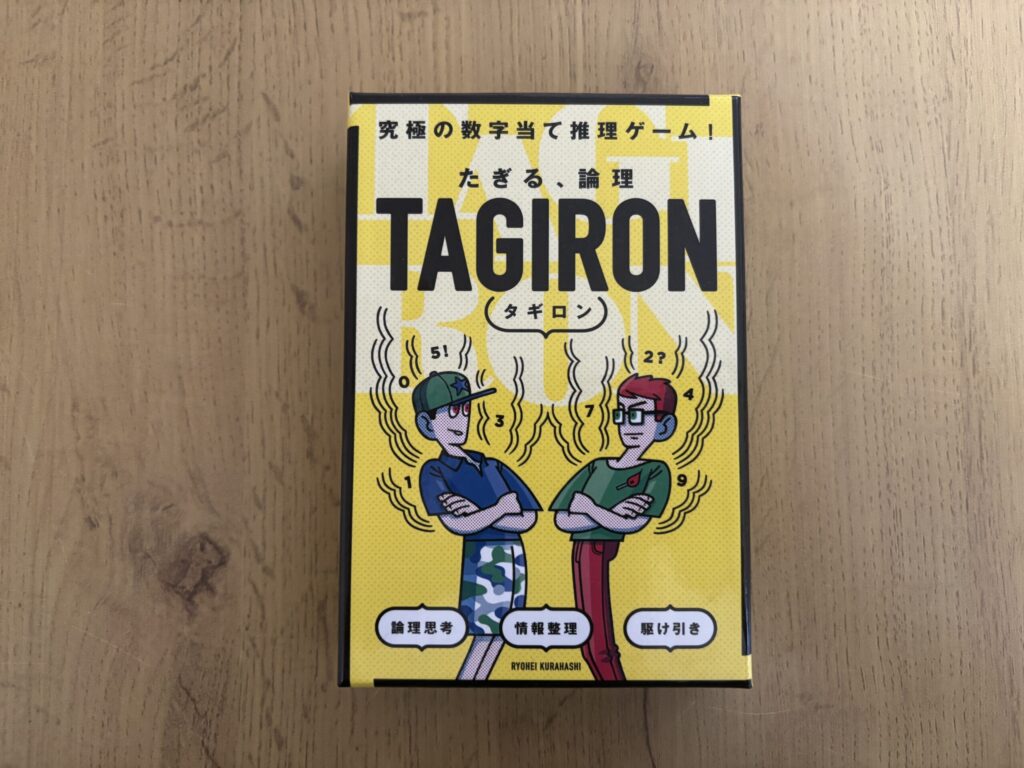 究極の数字当て推理ゲーム!
たぎる、論理
TAGIRON
タギロン
5!
0
3
1
2?
7
4
9
論理思考
情報整理
駆け引き
RYOHEI KURAHASHI
TAGI
RON